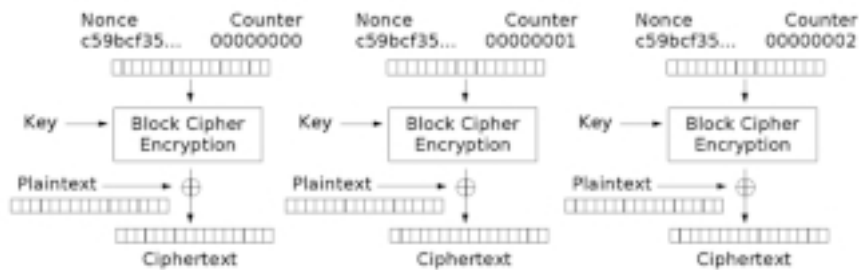 Nonce Counter
c59bcf35... 00000000
Key
Block Cipher
Encryption
Plaintext
Ciphertext
Nonce Counter
c59bcf35... 00000001
Key
Block Cipher
Encryption
Plaintext
Ciphertext
Nonce Counter
c59bcf35... 00000002
Key
Block Cipher
Encryption
Plaintext
Ciphertext